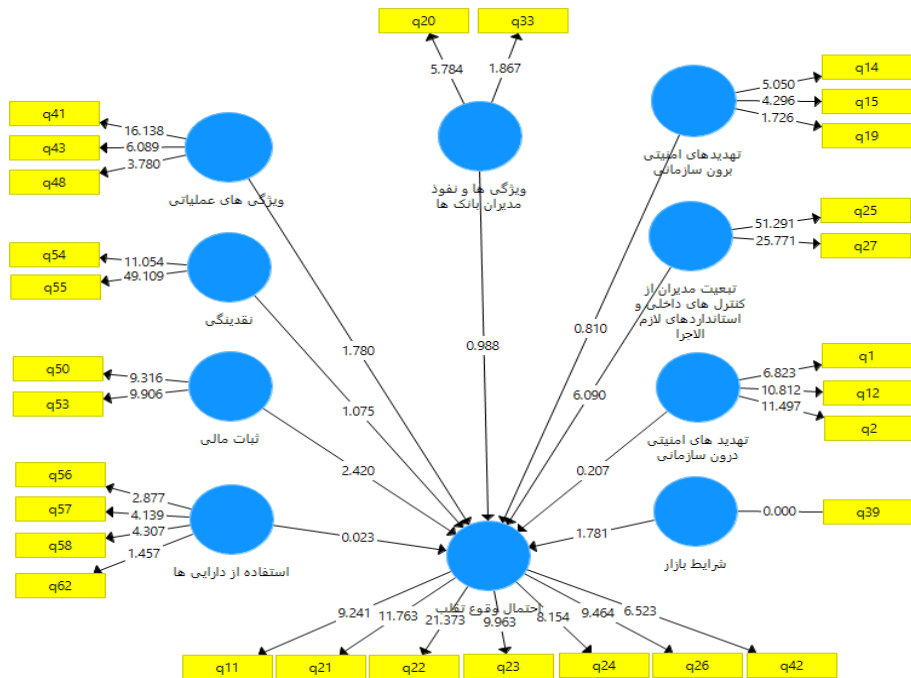 q20
q33
5.784
1.867
ویژگی ها و نفوذ
مدیران بانک ها
0.988
q41
q43
q48
16.138
6.089
3.780
ویژگی های عملیاتی
1.780
q54
q55
11.054
49.109
نقدینگی
1.075
q50
q53
9.316
9.906
ثبات مالی
2.420
q56
q57
q58
q62
2.877
4.139
4.307
1.457
استفاده از دارایی ها
0.023
q14
q15
q19
5.050
4.296
1.726
تهدیدهای امنیتی
برون سازمانی
0.810
q25
q27
51.291
25.771
تبعیت مدیران از
کنترل های داخلی و
استانداردهای لازم
الاجرا
6.090
q1
q12
q2
6.823
10.812
11.497
تهدید های امنیتی
درون سازمانی
0.207
q39
0.000
شرایط بازار
1.781
احتمال وقوع تقلب
9.241
11.763
21.373
9.963
8.154
9.464
6.523
q11
q21
q22
q23
q24
q26
q42